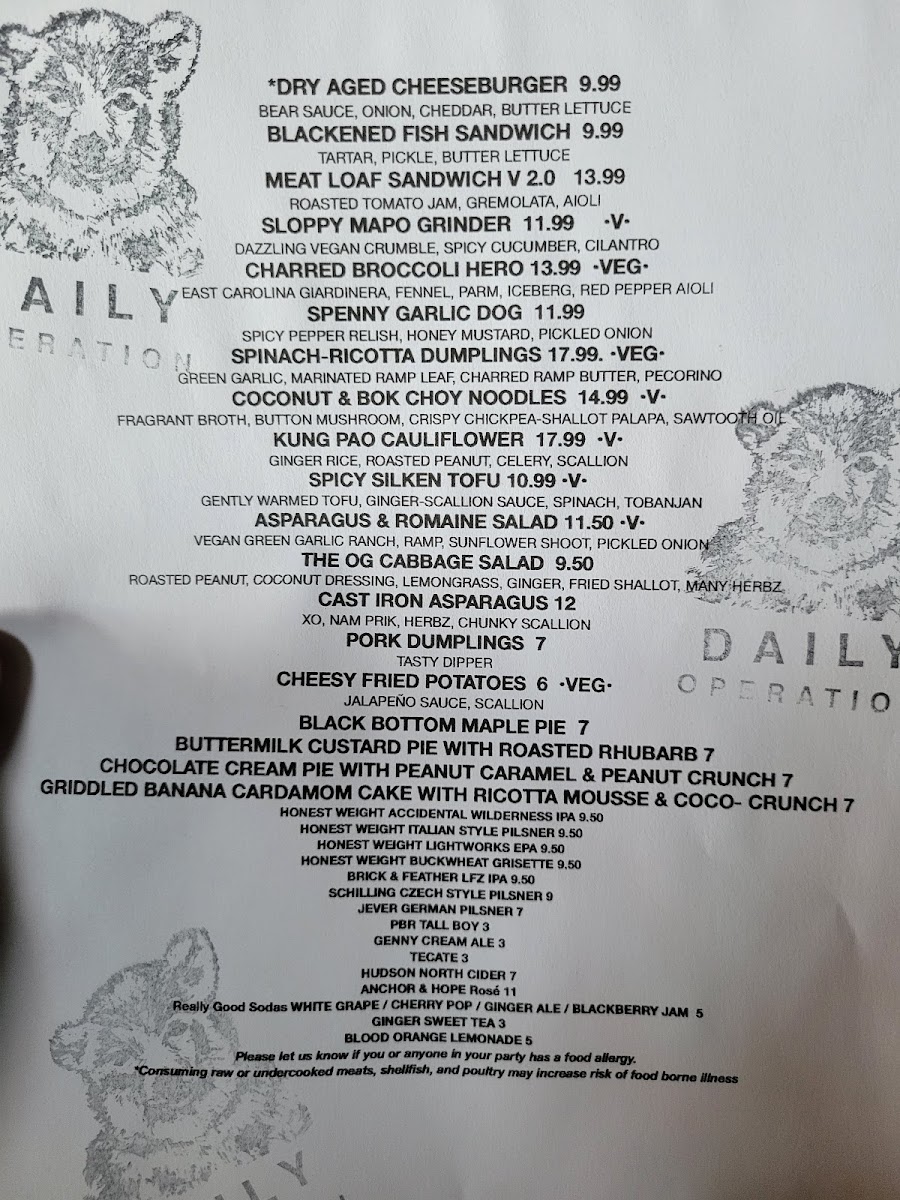 *DRY AGED CHEESEBURGER 9.99
BEAR SAUCE, ONION, CHEDDAR, BUTTER LETTUCE
BLACKENED FISH SANDWICH 9.99
TARTAR, PICKLE, BUTTER LETTUCE
MEAT LOAF SANDWICH V 2.0 13.99
ROASTED TOMATO JAM, GREMOLATA, AIOLI
SLOPPY MAPO GRINDER 11.99 •V•
DAZZLING VEGAN CRUMBLE, SPICY CUCUMBER, CILANTRO
CHARRED BROCCOLI HERO 13.99 •VEG•
AILY
EAST CAROLINA GIARDINERA, FENNEL, PARM, ICEBERG, RED PEPPER AIOLI
SPENNY GARLIC DOG 11.99
ERATION
SPICY PEPPER RELISH, HONEY MUSTARD, PICKLED ONION
SPINACH-RICOTTA DUMPLINGS 17.99. •VEG•
GREEN GARLIC, MARINATED RAMP LEAF, CHARRED RAMP BUTTER, PECORINO
COCONUT & BOK CHOY NOODLES 14.99 •V•
FRAGRANT BROTH, BUTTON MUSHROOM, CRISPY CHICKPEA-SHALLOT PALAPA, SAWTOOTH OIL
KUNG PAO CAULIFLOWER 17.99 •V•
GINGER RICE, ROASTED PEANUT, CELERY, SCALLION
SPICY SILKEN TOFU 10.99 •V•
GENTLY WARMED TOFU, GINGER-SCALLION SAUCE, SPINACH, TOBANJAN
ASPARAGUS & ROMAINE SALAD 11.50 •V•
VEGAN GREEN GARLIC RANCH, RAMP, SUNFLOWER SHOOT, PICKLED ONION
THE OG CABBAGE SALAD 9.50
ROASTED PEANUT, COCONUT DRESSING, LEMONGRASS, GINGER, FRIED SHALLOT, MANY HERBZ
CAST IRON ASPARAGUS 12
XO, NAM PRIK, HERBZ, CHUNKY SCALLION
PORK DUMPLINGS 7
DAILY
TASTY DIPPER
CHEESY FRIED POTATOES 6 •VEG•
OPERATIO
JALAPEÑO SAUCE, SCALLION
BLACK BOTTOM MAPLE PIE 7
BUTTERMILK CUSTARD PIE WITH ROASTED RHUBARB 7
CHOCOLATE CREAM PIE WITH PEANUT CARAMEL & PEANUT CRUNCH 7
GRIDDLED BANANA CARDAMOM CAKE WITH RICOTTA MOUSSE & COCO- CRUNCH 7
HONEST WEIGHT ACCIDENTAL WILDERNESS IPA 9.50
HONEST WEIGHT ITALIAN STYLE PILSNER 9.50
HONEST WEIGHT LIGHTWORKS EPA 9.50
HONEST WEIGHT BUCKWHEAT GRISETTE 9.50
BRICK & FEATHER LFZ IPA 9.50
SCHILLING CZECH STYLE PILSNER 9
JEVER GERMAN PILSNER 7
PBR TALL BOY 3
GENNY CREAM ALE 3
TECATE 3
HUDSON NORTH CIDER 7
ANCHOR & HOPE Rosé 11
Really Good Sodas WHITE GRAPE / CHERRY POP / GINGER ALE / BLACKBERRY JAM 5
GINGER SWEET TEA 3
BLOOD ORANGE LEMONADE 5
Please let us know if you or anyone in your party has a food allergy.
*Consuming raw or undercooked meats, shellfish, and poultry may increase risk of food borne illness
AILY